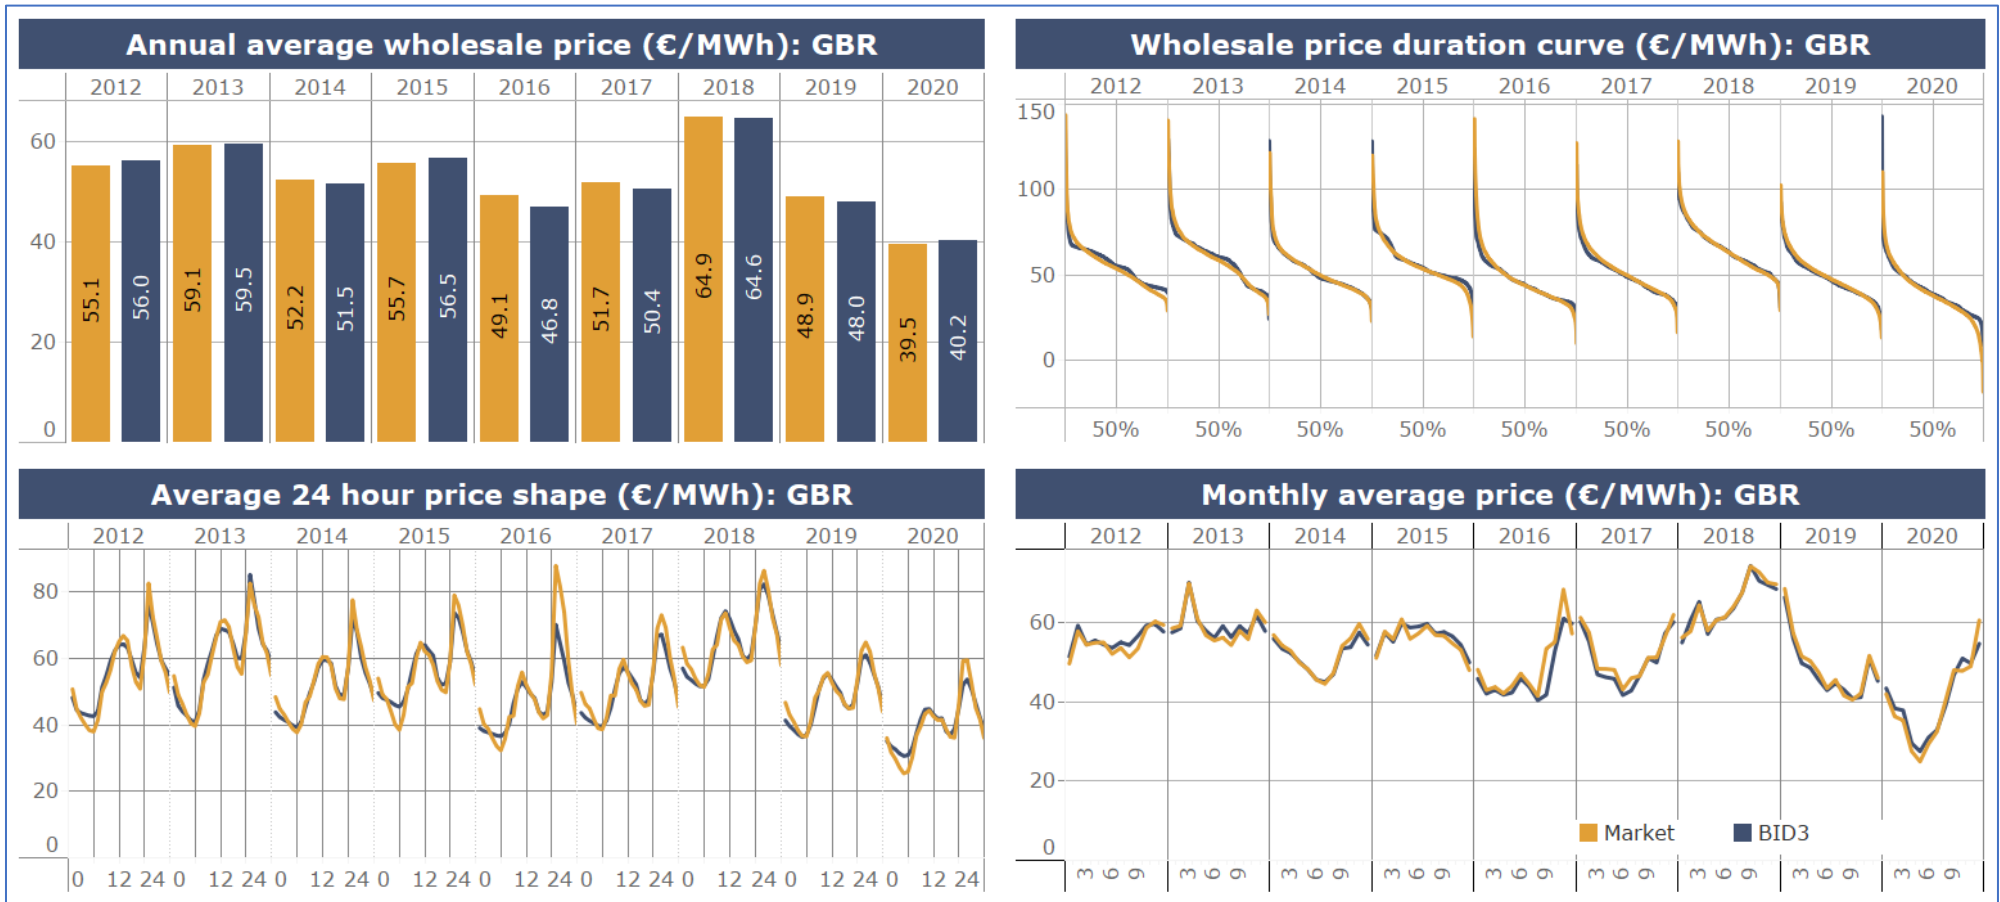 Annual average wholesale price (€/MWh): GBR
2012 2013 2014 2015 2016 2017 2018 2019 2020
60
40
20
0
55.1 56.0 59.1 59.5 52.2 51.5 55.7 56.5 49.1 46.8 51.7 50.4 64.9 64.6 48.9 48.0 39.5 40.2
Wholesale price duration curve (€/MWh): GBR
2012 2013 2014 2015 2016 2017 2018 2019 2020
150
100
50
0
50% 50% 50% 50% 50% 50% 50% 50% 50%
Average 24 hour price shape (€/MWh): GBR
2012 2013 2014 2015 2016 2017 2018 2019 2020
80
60
40
20
0
0 12 24 0 12 24 0 12 24 0 12 24 0 12 24 0 12 24 0 12 24 0 12 24 0 12 24
Monthly average price (€/MWh): GBR
2012 2013 2014 2015 2016 2017 2018 2019 2020
60
40
20
0
Market BID3
3 6 9 3 6 9 3 6 9 3 6 9 3 6 9 3 6 9 3 6 9 3 6 9 3 6 9